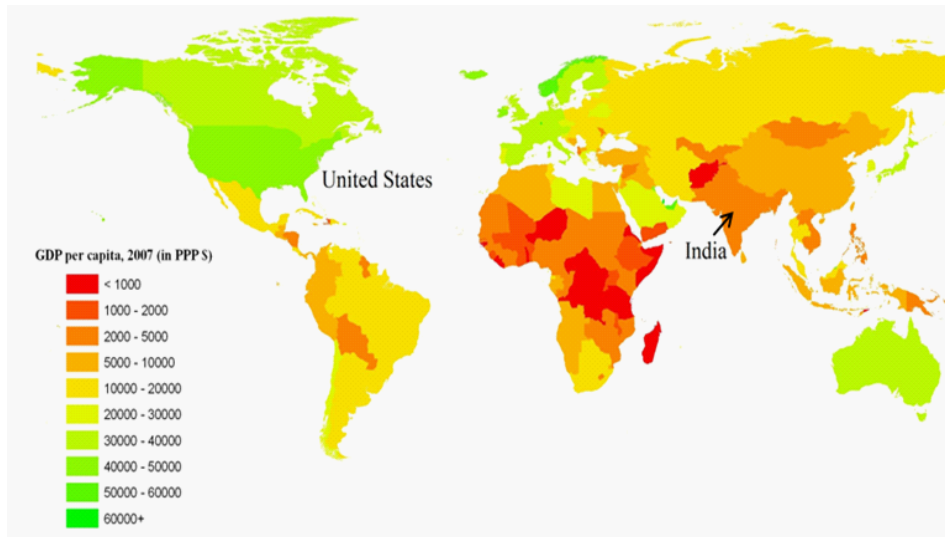 United States
India
GDP per capita, 2007 (in PPP $)
< 1000
1000 - 2000
2000 - 5000
5000 - 10000
10000 - 20000
20000 - 30000
30000 - 40000
40000 - 50000
50000 - 60000
60000+